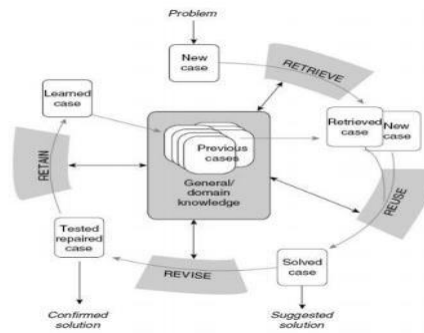 Problem
New
case
RETRIEVE
Learned
case
Retrieved
case
New
case
Previous
cases
General/
domain
knowledge
RETAIN
REUSE
Tested
repaired
case
REVISE
Solved
case
Confirmed
solution
Suggested
solution